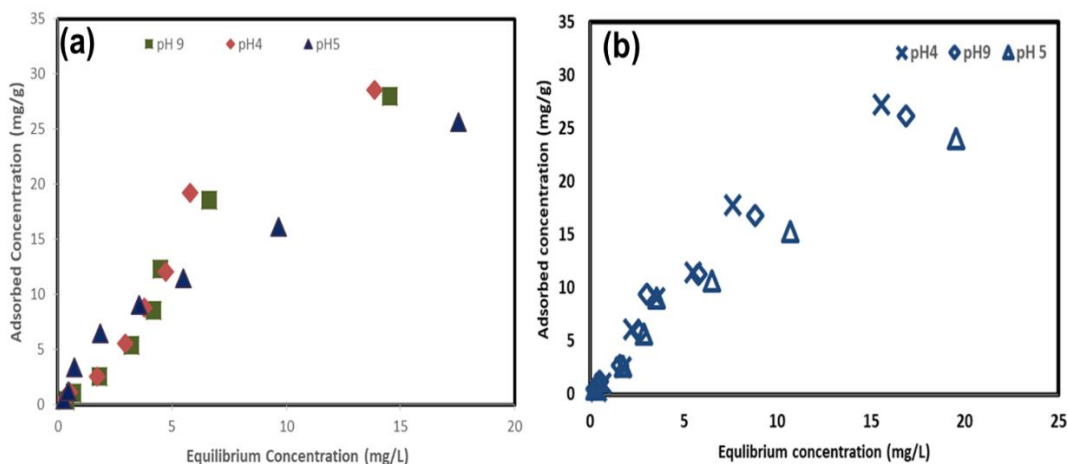 (a)
pH 9 pH4 pH5
35
30
25
20
15
10
5
0
0 5 10 15 20
Adsorbed Concenrtration (mg/g)
Equilibrium Concentration (mg/L)
(b)
pH4 pH9 pH 5
35
30
25
20
15
10
5
0
0 5 10 15 20 25
Adsorbed concentration (mg/g)
Equlibrium concentration (mg/L)